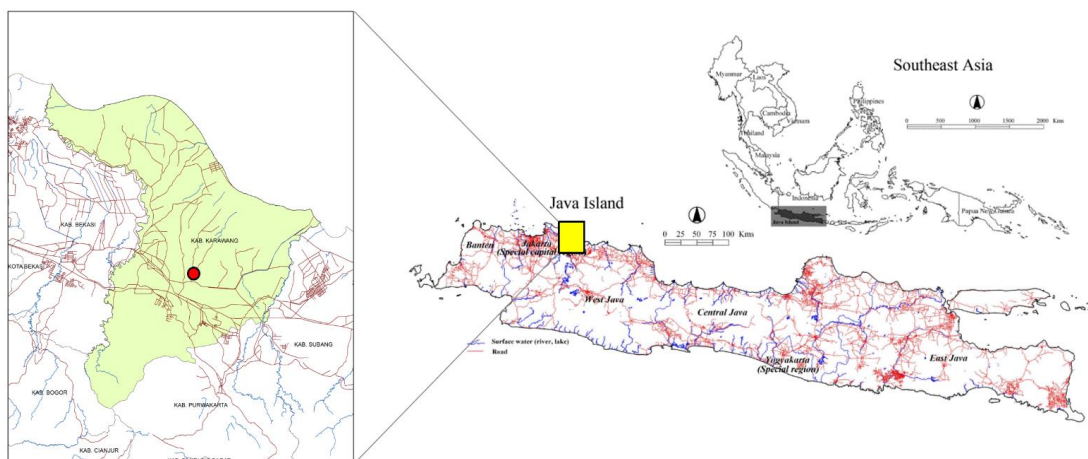 KAB. BEKASI
KAB. KARAWANG
KOTA BEKASI
KAB. SUBANG
KAB. BOGOR
KAB. PURWAKARTA
KAB. CIANJUR
Southeast Asia
Myanmar
Laos
Thailand
Cambodia
Vietnam
Philippines
Malaysia
Indonesia
Java Island
Papua New Guinea
0 500 1000 1500 2000 Kms
Java Island
0 25 50 75 100 Kms
Banten
Jakarta
(Special capital
West Java
Central Java
Yogyakarta
(Special region)
East Java
Surface water (river, lake)
Road